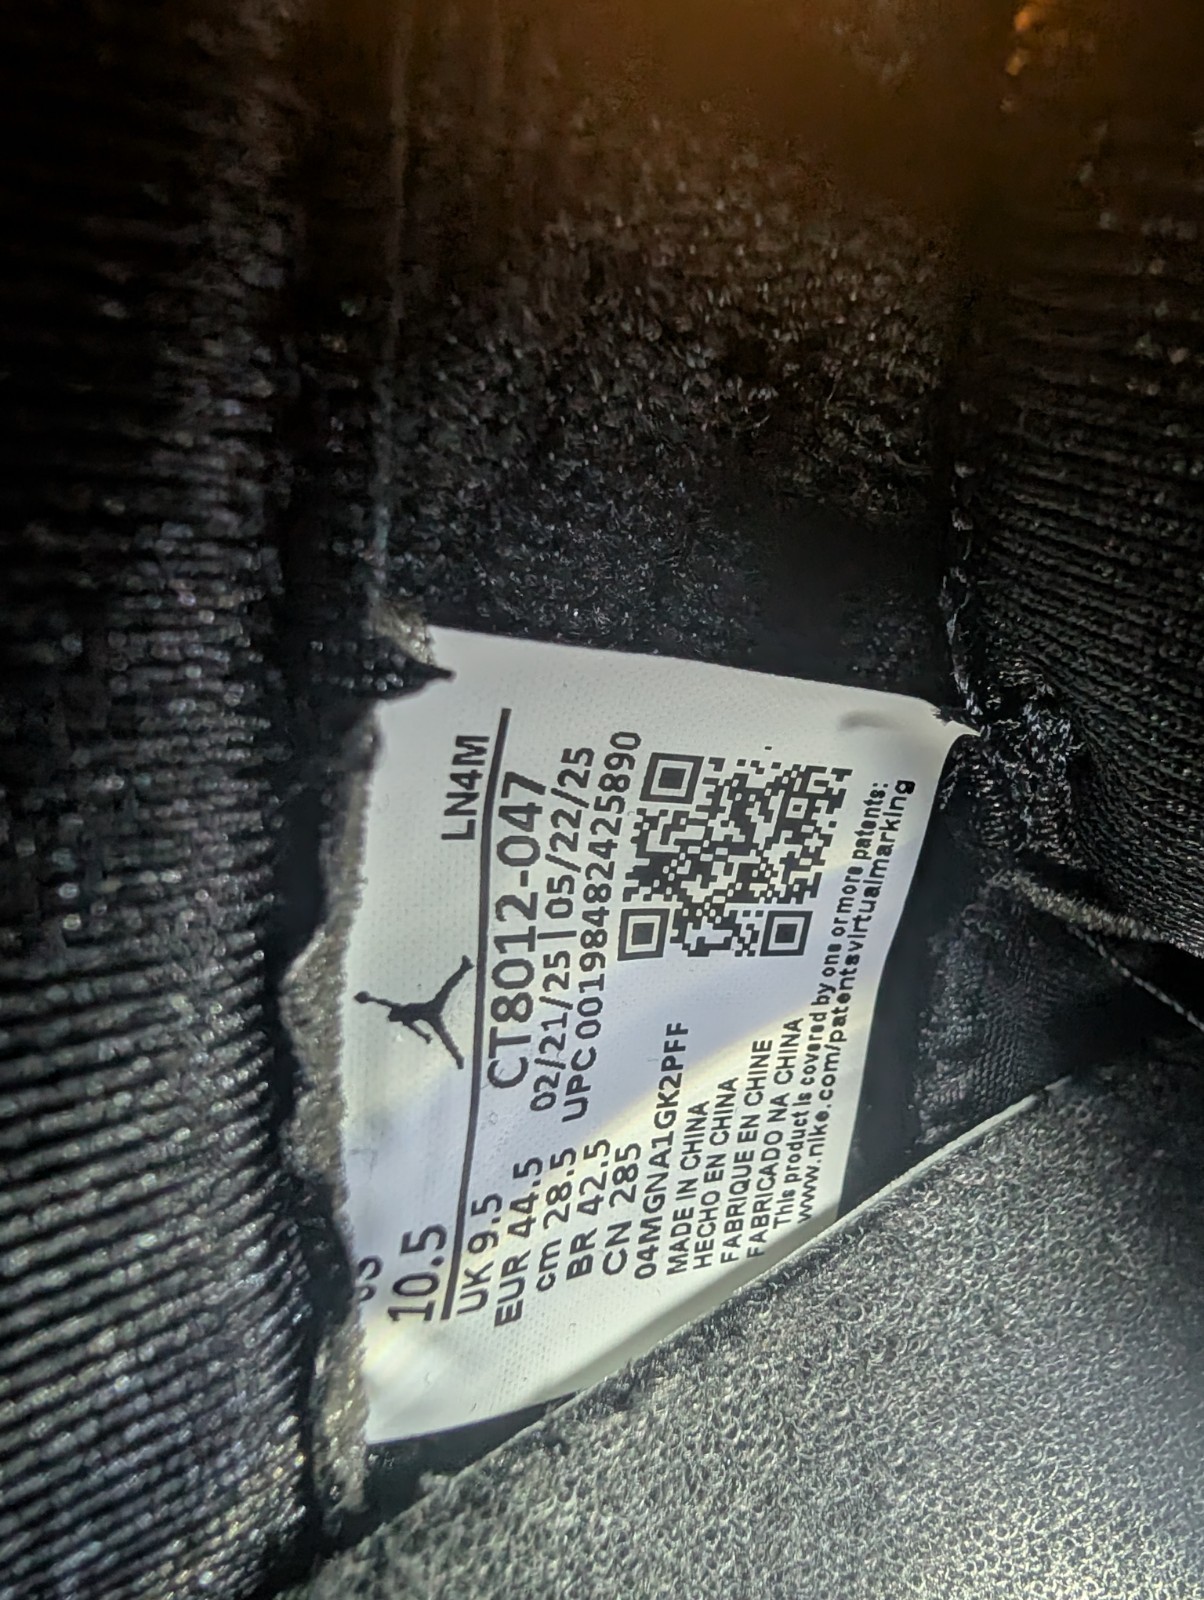 10.5
LN4M
UK 9.5
EUR 44.5
cm 28.5
BR 42.5
CN 285
CT8012-047
02/21/25 | 05/22/25
UPC 00198482425890
04MGNA1GK2PFF
MADE IN CHINA
HECHO EN CHINA
FABRIQUE EN CHINE
FABRICADO NA CHINA
This product is covered by one or more patents:
www.nike.com/patentsvirtualmarking